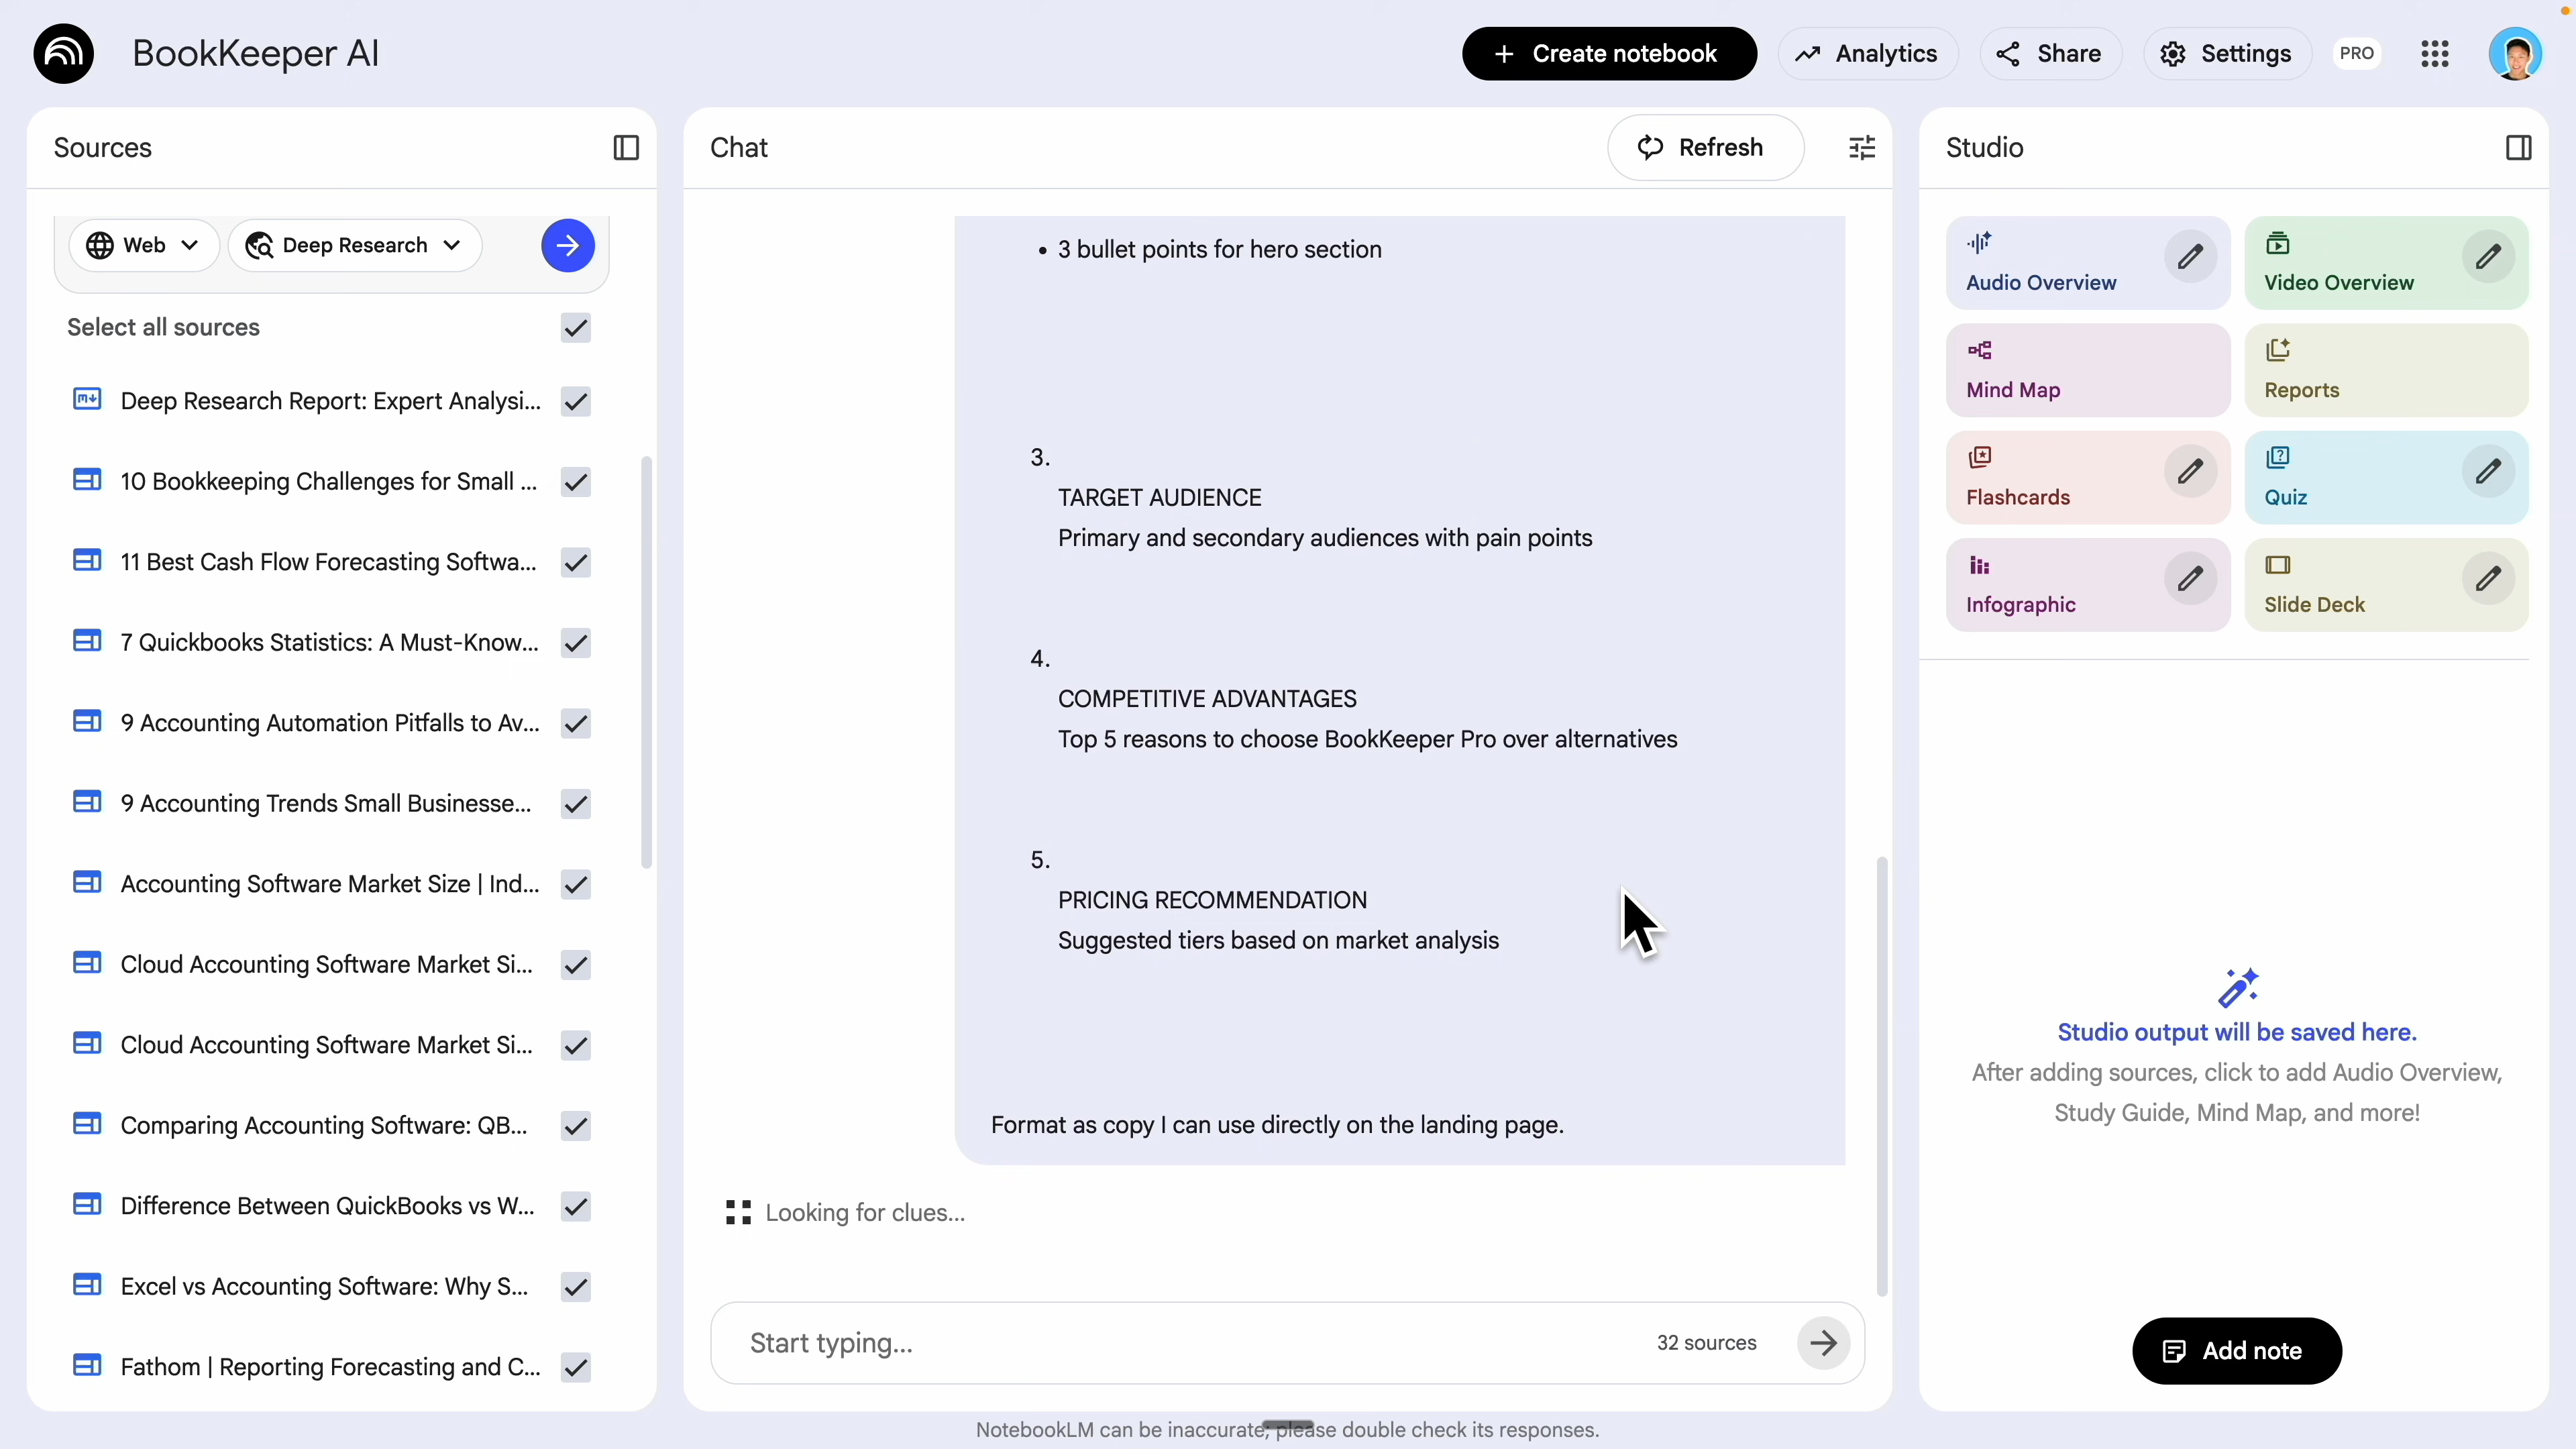 BookKeeper AI
Create notebook
Analytics
Share
Settings
PRO
Sources
Web
Deep Research
Select all sources
Deep Research Report: Expert Analysi...
10 Bookkeeping Challenges for Small ...
11 Best Cash Flow Forecasting Softwa...
7 Quickbooks Statistics: A Must-Know...
9 Accounting Automation Pitfalls to Av...
9 Accounting Trends Small Businesse...
Accounting Software Market Size | Ind...
Cloud Accounting Software Market Si...
Cloud Accounting Software Market Si...
Comparing Accounting Software: QB...
Difference Between QuickBooks vs W...
Excel vs Accounting Software: Why S...
Fathom | Reporting Forecasting and C...
Chat
Refresh
• 3 bullet points for hero section
3.
TARGET AUDIENCE
Primary and secondary audiences with pain points
4.
COMPETITIVE ADVANTAGES
Top 5 reasons to choose BookKeeper Pro over alternatives
5.
PRICING RECOMMENDATION
Suggested tiers based on market analysis
Format as copy I can use directly on the landing page.
Looking for clues...
Start typing...
32 sources
NotebookLM can be inaccurate; please double check its responses.
Studio
Audio Overview
Video Overview
Mind Map
Reports
Flashcards
Quiz
Infographic
Slide Deck
Studio output will be saved here.
After adding sources, click to add Audio Overview,
Study Guide, Mind Map, and more!
Add note